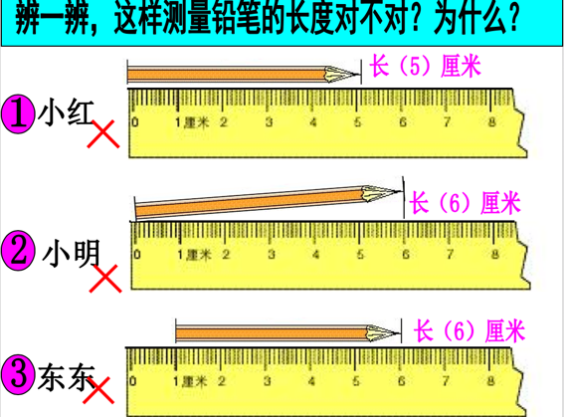 辨一辨，这样测量铅笔的长度对不对？为什么？
长（5）厘米
1 小红
0 1厘米 2 3 4 5 6 7 8
长（6）厘米
2 小明
0 1厘米 2 3 4 5 6 7 8
长（6）厘米
3 东东
0 1厘米 2 3 4 5 6 7 8